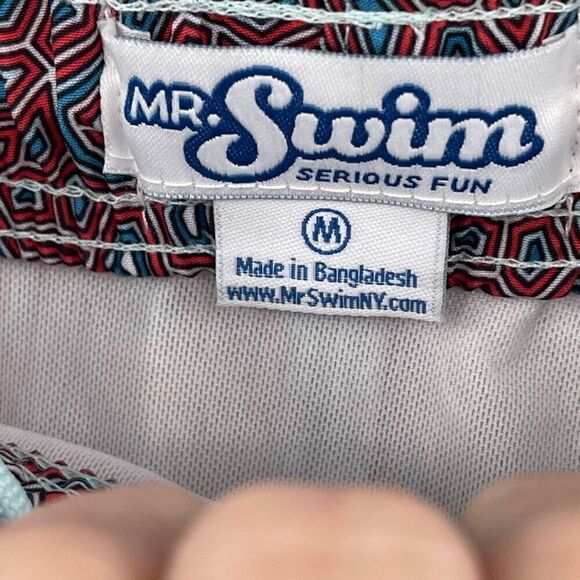 MR. Swim
SERIOUS FUN
M
Made in Bangladesh
www.MrSwimNY.com